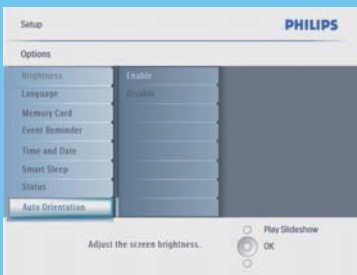 Setup
PHILIPS
Options
Brightness
Language
Memory Card
Event Reminder
Time and Date
Smart Sleep
Status
Auto Orientation
Enable
Disable
Adjust the screen brightness.
Play Slideshow
OK